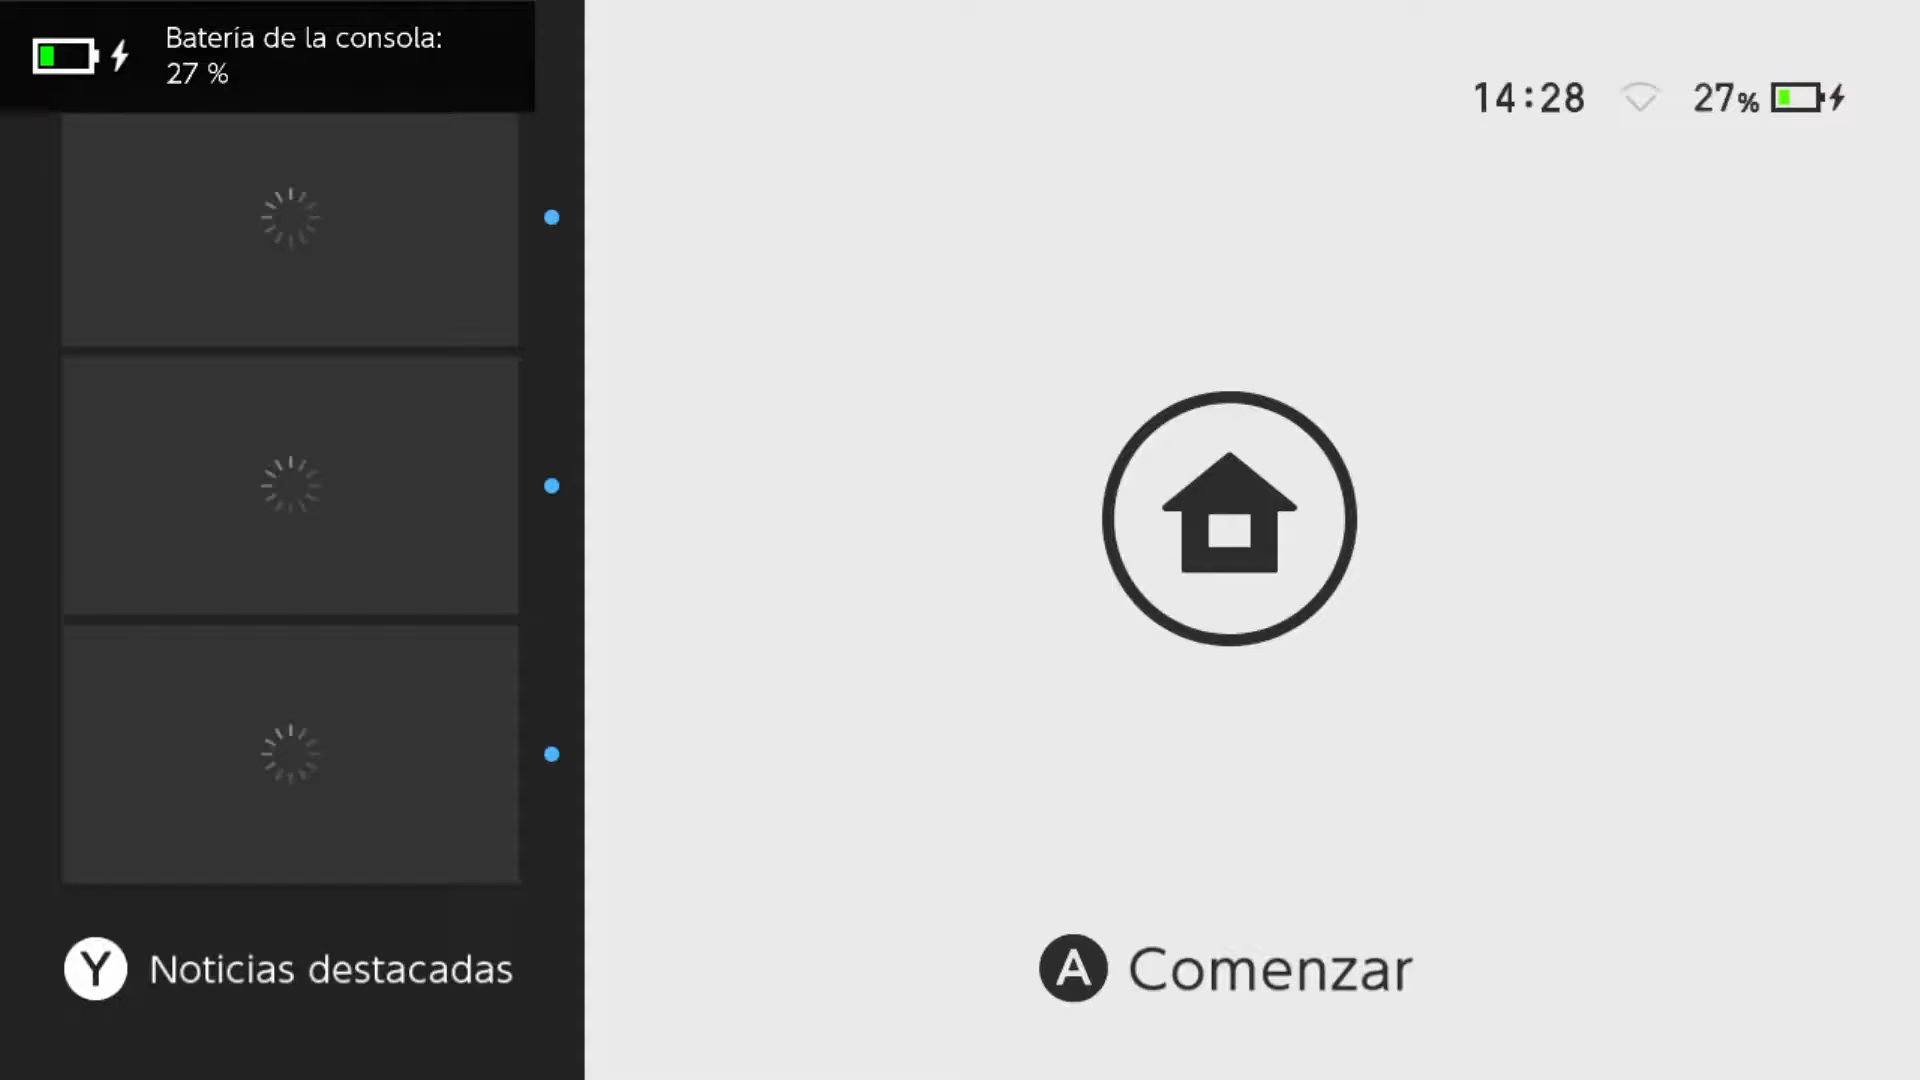 Batería de la consola:
27 %
14:28 27%
Y Noticias destacadas
A Comenzar